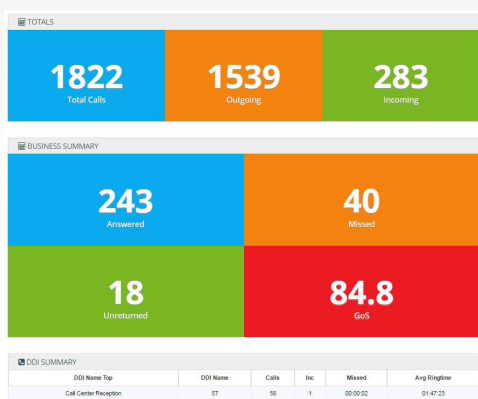 TOTALS
1822 1539 283
Total Calls Outgoing Incoming
BUSINESS SUMMARY
243 40
Answered Missed
18 84.8
Unreturned GoS
DDI SUMMARY
DDI Name Top DDI Name Calls Inc Missed Avg Ringtime
Call Center Reception 57 56 1 00:00:02 01:47:23